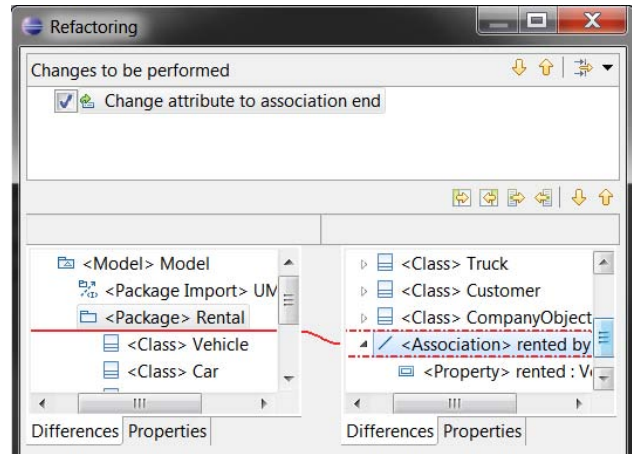 Refactoring
Changes to be performed
Change attribute to association end
<Model> Model
<Package Import> UM
<Package> Rental
<Class> Vehicle
<Class> Car
<Class> Truck
<Class> Customer
<Class> CompanyObject
<Association> rented by
<Property> rented : Ve
Differences Properties
Differences Properties